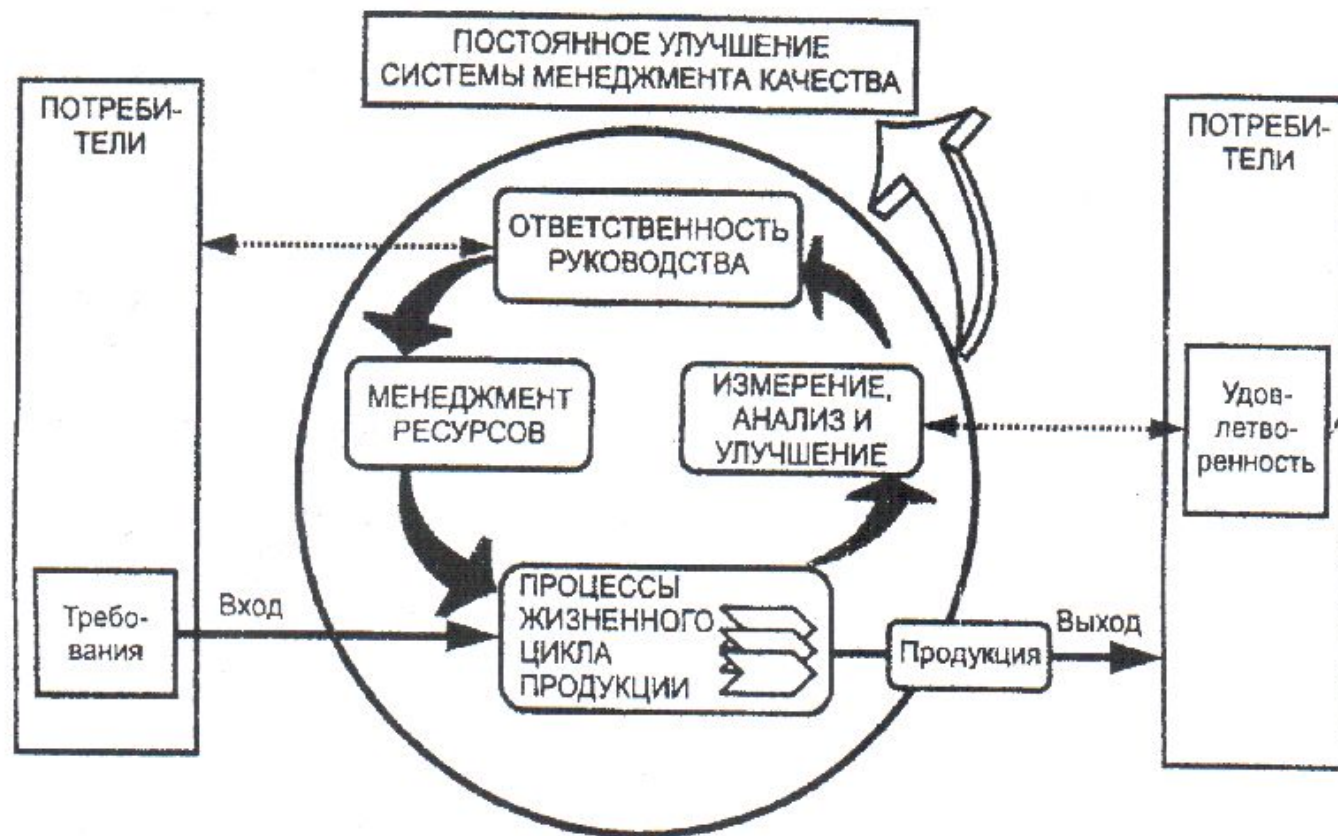 ПОСТОЯННОЕ УЛУЧШЕНИЕ
СИСТЕМЫ МЕНЕДЖМЕНТА КАЧЕСТВА
ПОТРЕБИ-
ТЕЛИ
ПОТРЕБИ-
ТЕЛИ
ОТВЕТСТВЕННОСТЬ
РУКОВОДСТВА
МЕНЕДЖМЕНТ
РЕСУРСОВ
ИЗМЕРЕНИЕ,
АНАЛИЗ И
УЛУЧШЕНИЕ
Удов-
летво-
ренность
Требо-
вания
Вход
ПРОЦЕССЫ
ЖИЗНЕННОГО
ЦИКЛА
ПРОДУКЦИИ
Продукция
Выход